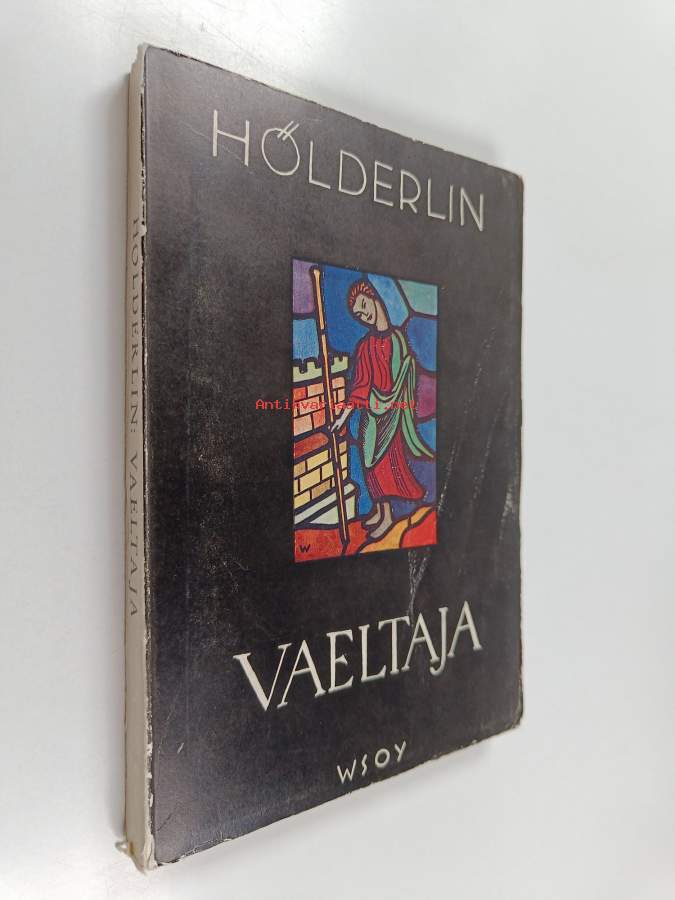 HÖLDERLIN
Antikvariaatti.net
W
VAELTAJA
WSOY
HÖLDERLIN: VAELTAJA